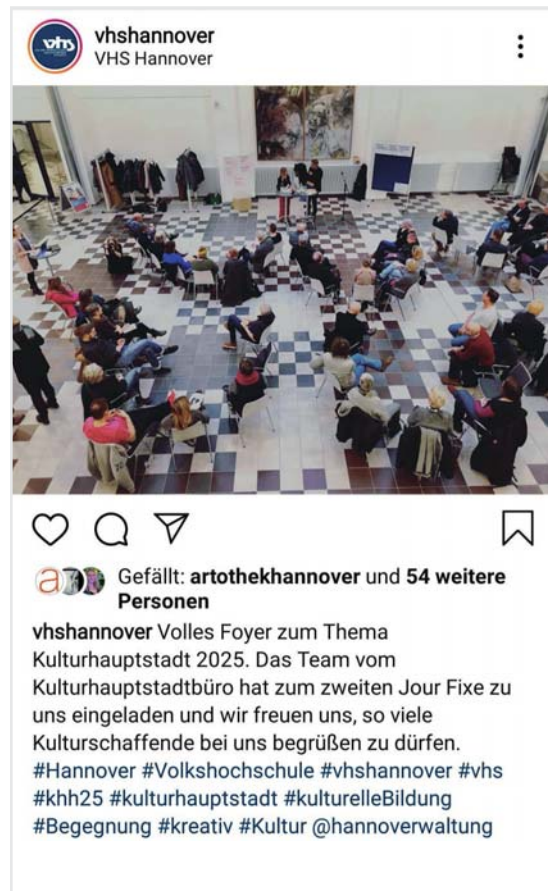 vhs
vhshannover
VHS Hannover
Gefällt: artothekhannover und 54 weitere
Personen
vhshannover Volles Foyer zum Thema
Kulturhauptstadt 2025. Das Team vom
Kulturhauptstadtbüro hat zum zweiten Jour Fixe zu
uns eingeladen und wir freuen uns, so viele
Kulturschaffende bei uns begrüßen zu dürfen.
#Hannover #Volkshochschule #vhshannover #vhs
#khh25 #kulturhauptstadt #kulturelleBildung
#Begegnung #kreativ #Kultur @hannoverwaltung